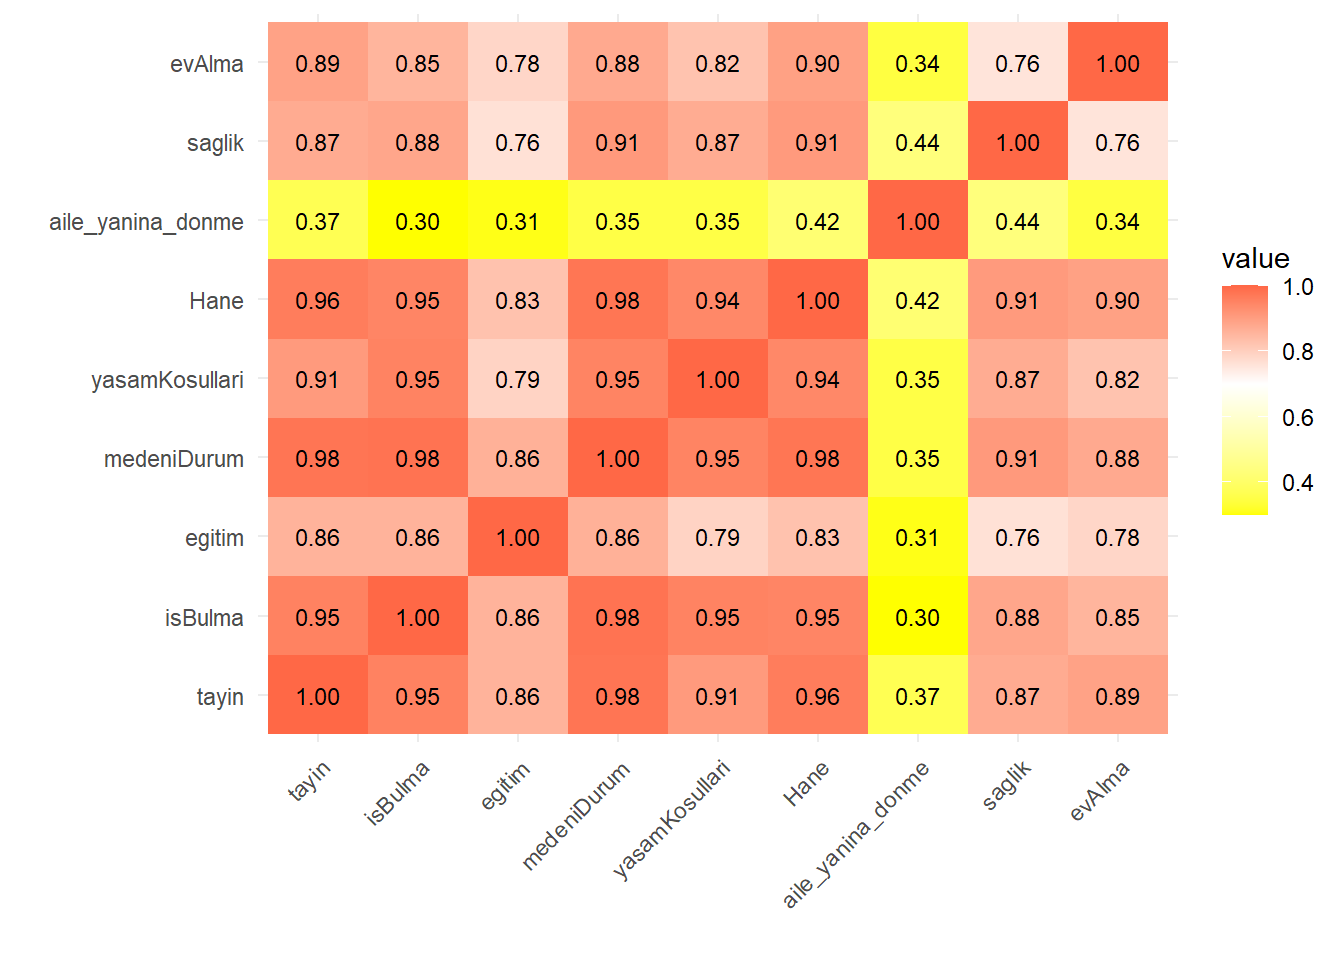 evAlma 0.89 0.85 0.78 0.88 0.82 0.90 0.34 0.76 1.00
saglik 0.87 0.88 0.76 0.91 0.87 0.91 0.44 1.00 0.76
aile_yanina_donme 0.37 0.30 0.31 0.35 0.35 0.42 1.00 0.44 0.34
Hane 0.96 0.95 0.83 0.98 0.94 1.00 0.42 0.91 0.90
yasamKosullari 0.91 0.95 0.79 0.95 1.00 0.94 0.35 0.87 0.82
medeniDurum 0.98 0.98 0.86 1.00 0.95 0.98 0.35 0.91 0.88
egitim 0.86 0.86 1.00 0.86 0.79 0.83 0.31 0.76 0.78
isBulma 0.95 1.00 0.86 0.98 0.95 0.95 0.30 0.88 0.85
tayin 1.00 0.95 0.86 0.98 0.91 0.96 0.37 0.87 0.89
tayin isBulma egitim medeniDurum yasamKosullari Hane aile_yanina_donme saglik evAlma
value
1.0
0.8
0.6
0.4